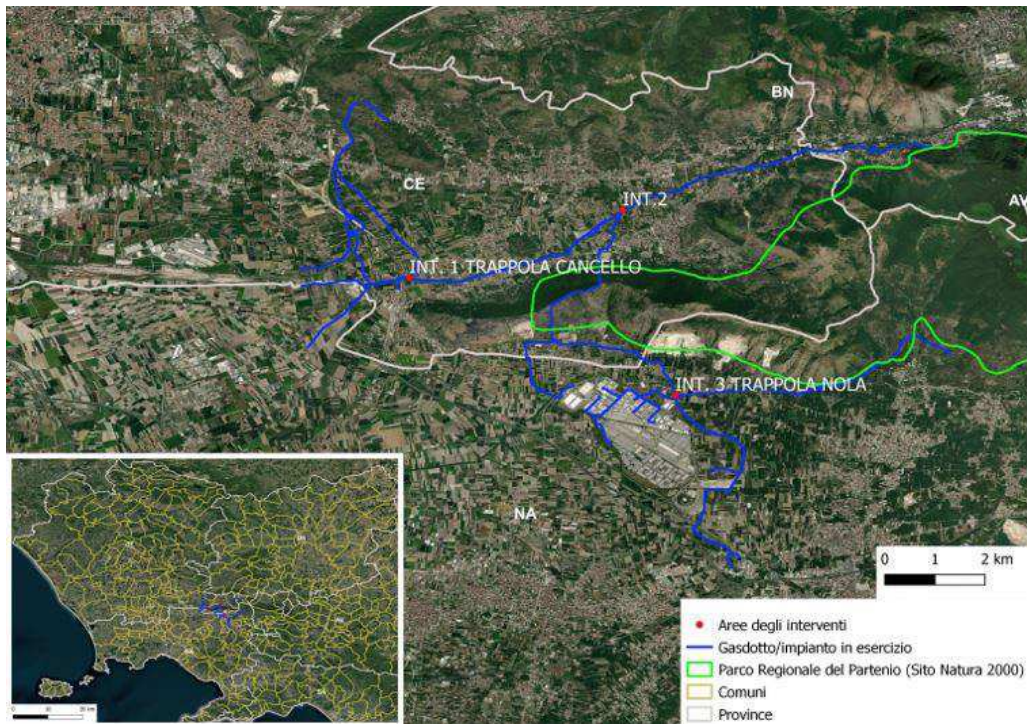 BN
CE
INT 2
AV
INT. 1 TRAPPOLA CANCELLO
INT. 3 TRAPPOLA NOLA
NA
0 1 2 km
Aree degli interventi
Gasdotto/impianto in esercizio
Parco Regionale del Partenio (Sito Natura 2000)
Comuni
Province